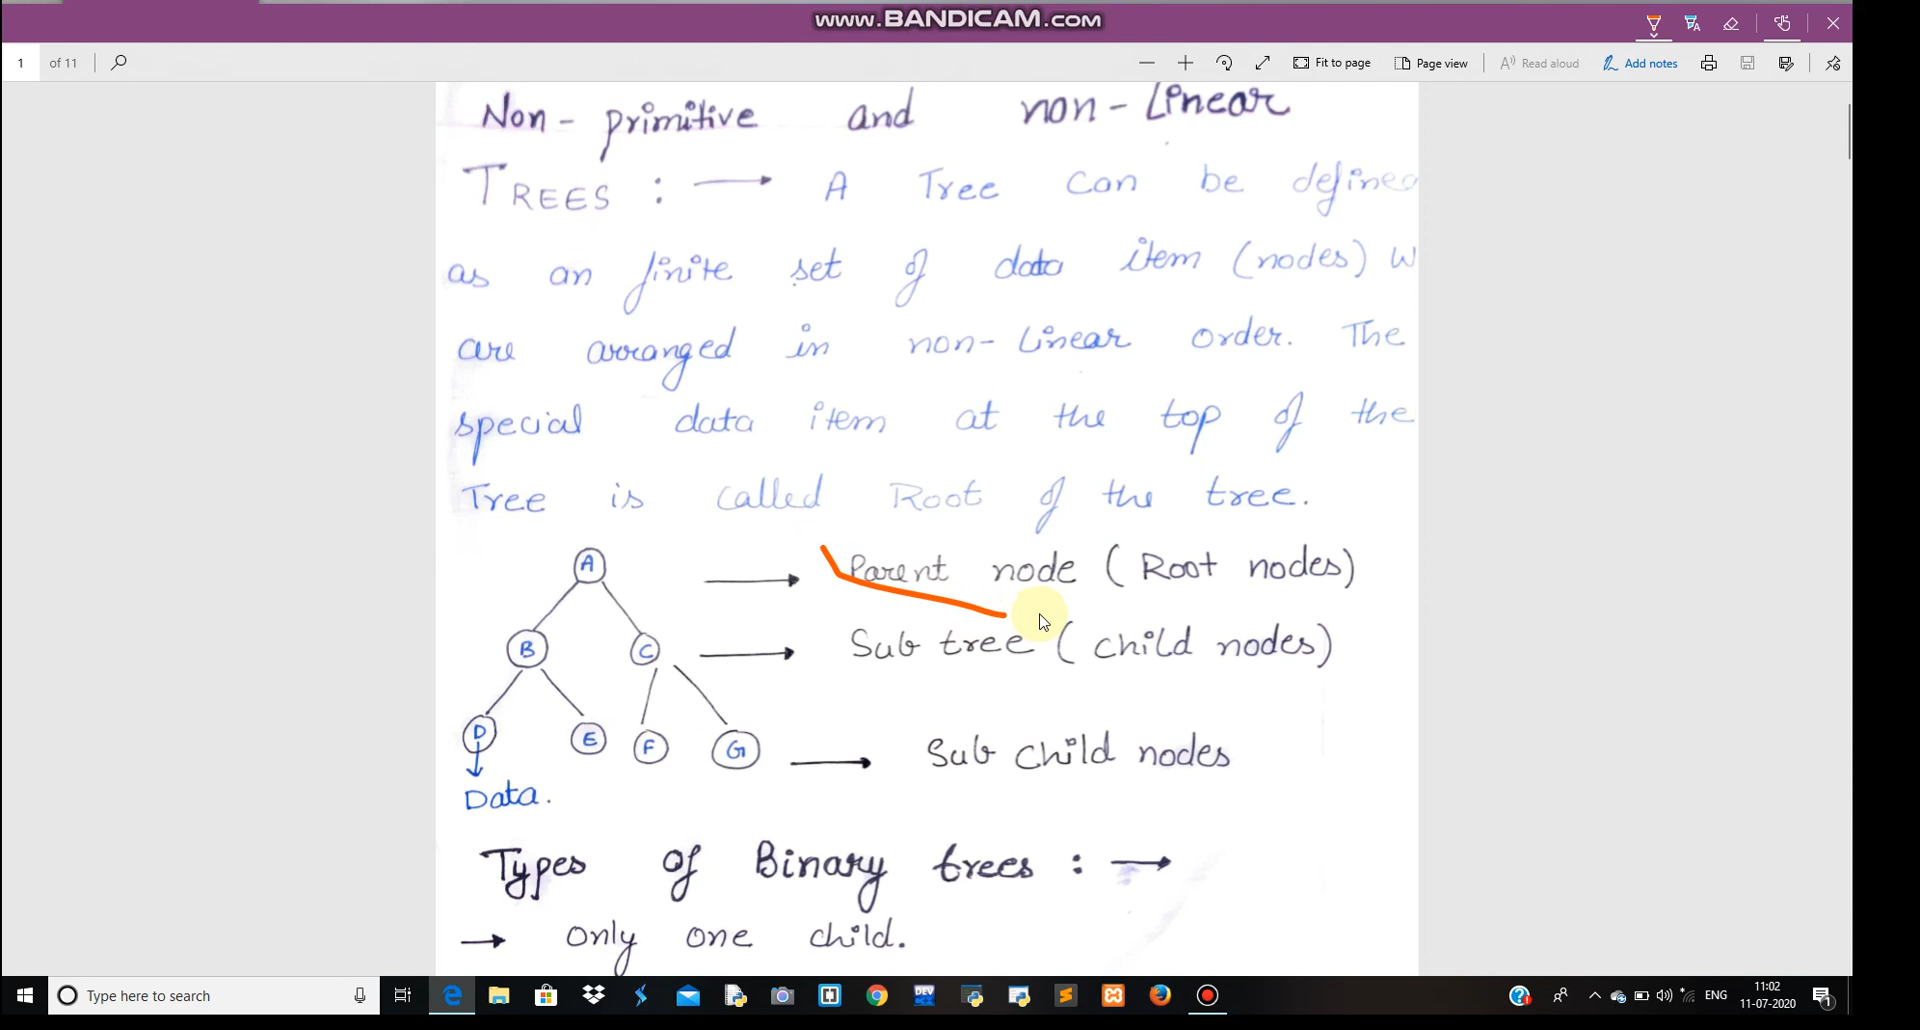 www.BANDICAM.com
1 of 11
Fit to page
Page view
Read aloud
Add notes
Non - primitive and non - Linear
TREES : → A Tree Can be defined
as an finite set of data item (nodes) w
are arranged in non - Linear Order. The
special data item at the top of the
Tree is called Root of the tree.
A → Parent node ( Root nodes)
B C → Sub tree ( child nodes)
D E F G → Sub Child nodes
Data.
Types of Binary trees : →
→ only one child.
Type here to search
DEV
ENG
11:02
11-07-2020
1